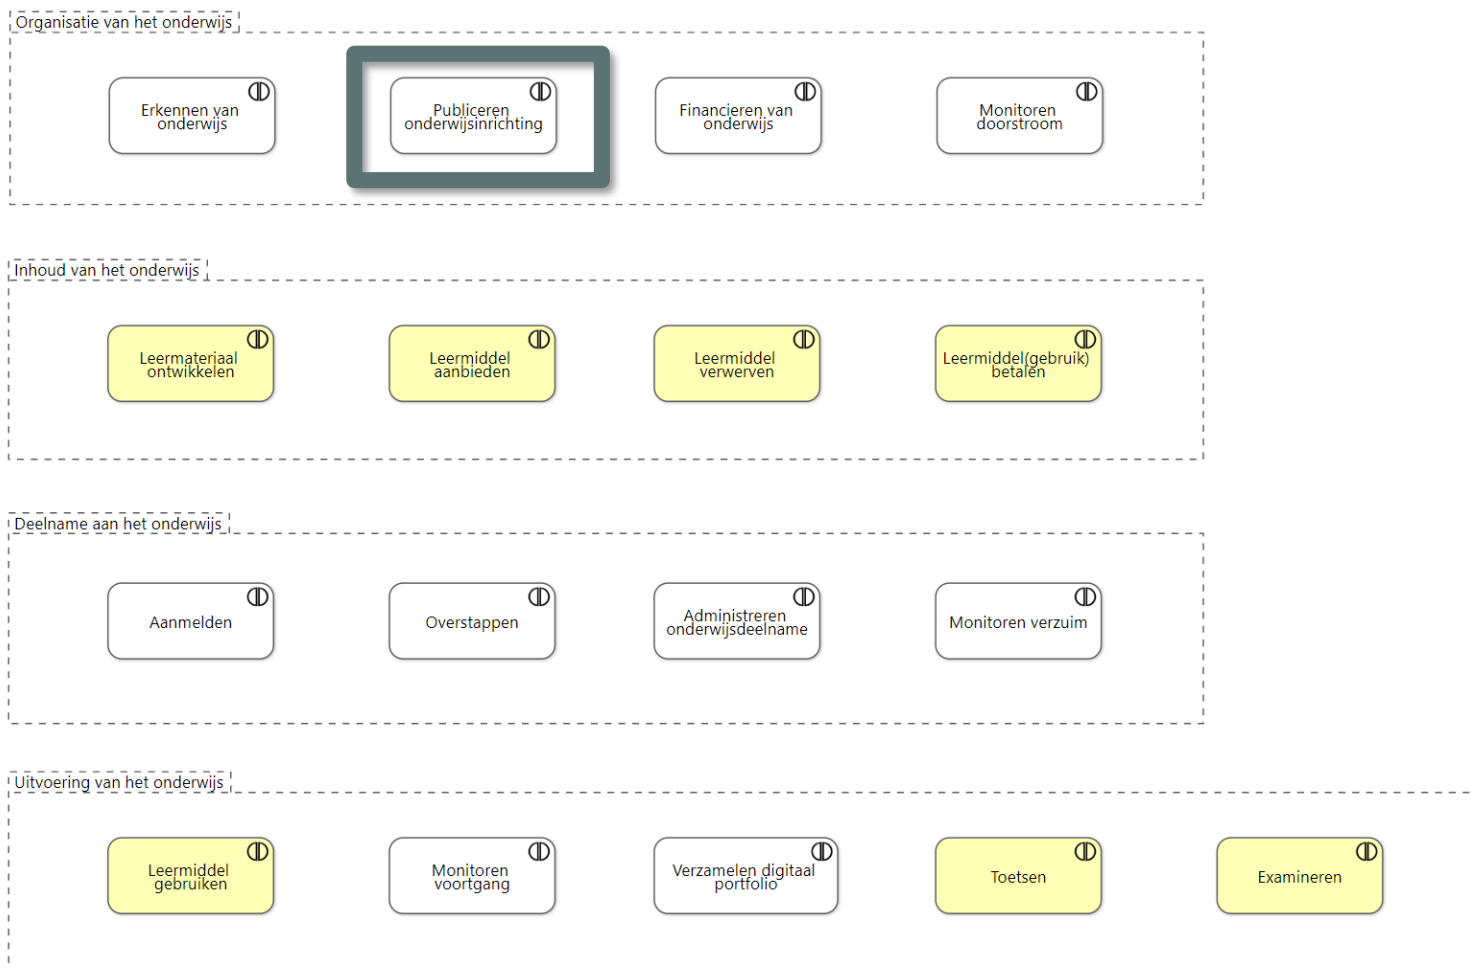 Organisatie van het onderwijs
Erkennen van
onderwijs
Publiceren
onderwijsinrichting
Financieren van
onderwijs
Monitoren
doorstroom
Inhoud van het onderwijs
Leermateriaal
ontwikkelen
Leermiddel
aanbieden
Leermiddel
verwerven
Leermiddel(gebruik)
betalen
Deelname aan het onderwijs
Aanmelden
Overstappen
Administreren
onderwijsdeelname
Monitoren verzuim
Uitvoering van het onderwijs
Leermiddel
gebruiken
Monitoren
voortgang
Verzamelen digitaal
portfolio
Toetsen
Examineren